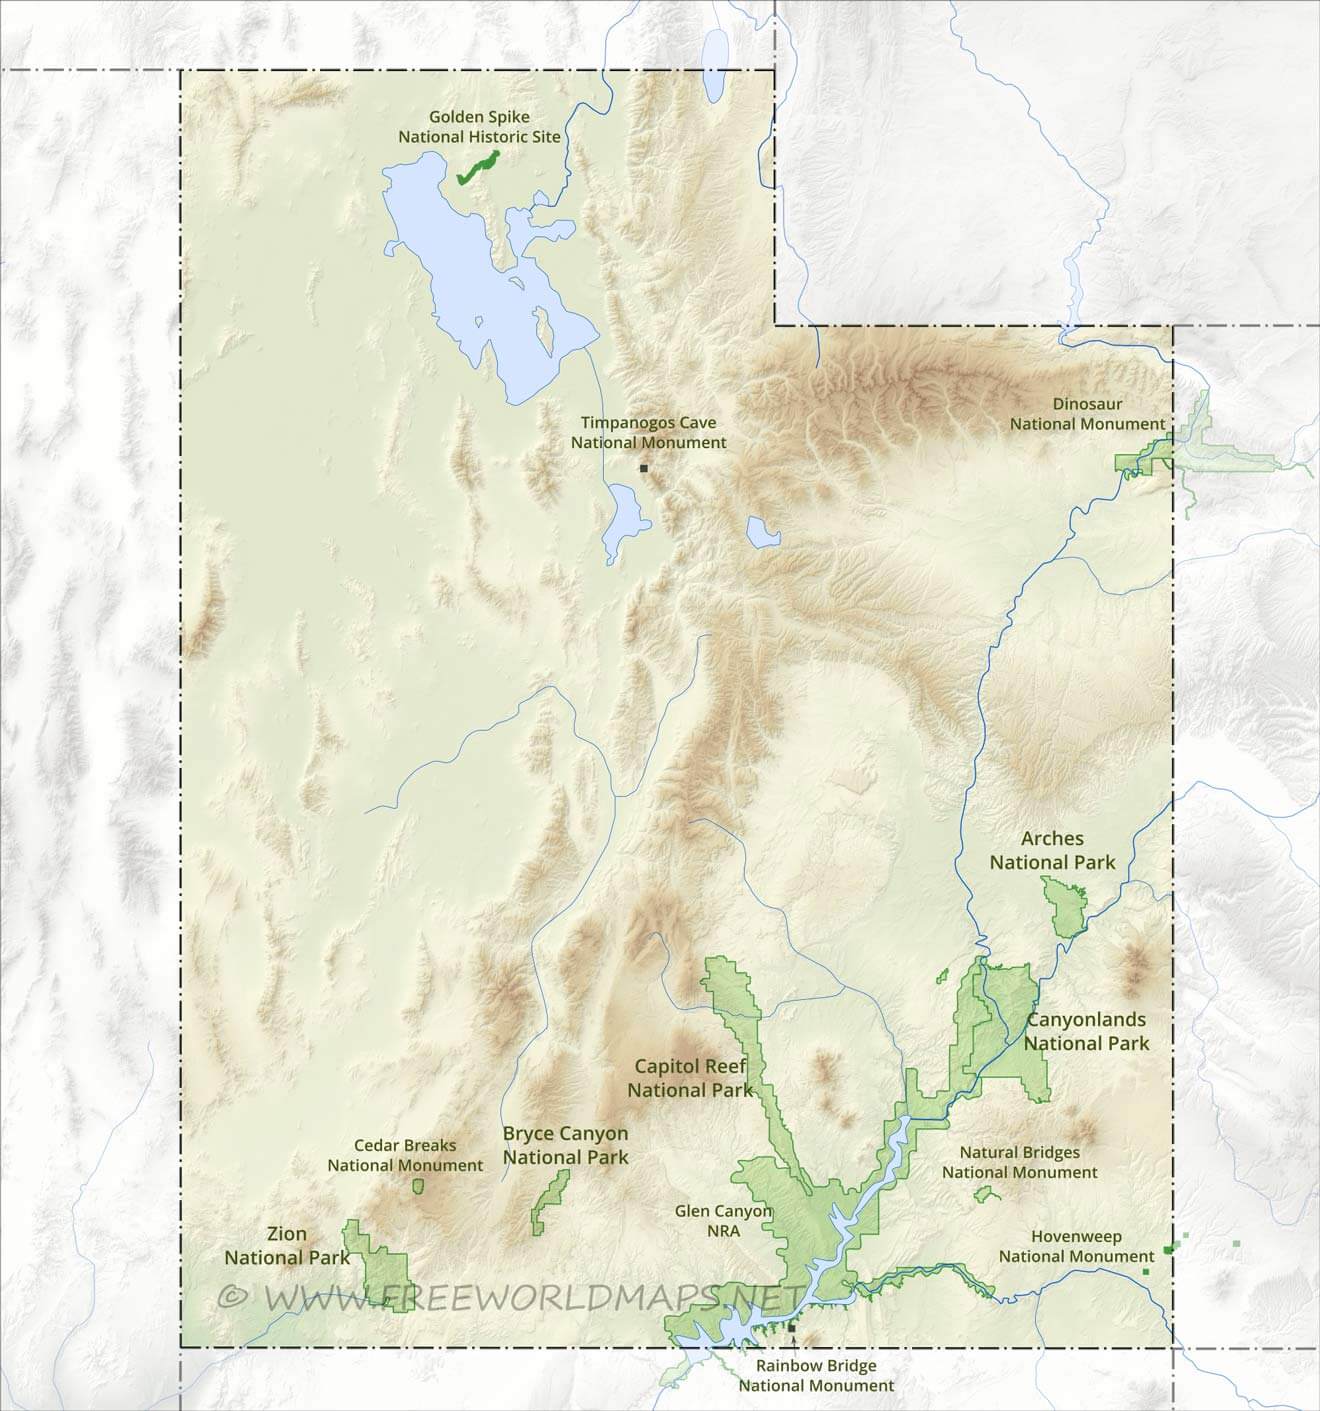 Golden Spike
National Historic Site
Timpanogos Cave
National Monument
Dinosaur
National Monument
Arches
National Park
Canyonlands
National Park
Capitol Reef
National Park
Bryce Canyon
National Park
Cedar Breaks
National Monument
Natural Bridges
National Monument
Glen Canyon
NRA
Zion
National Park
Hovenweep
National Monument
© WWW.FREEWORLDMAPS.NET
Rainbow Bridge
National Monument